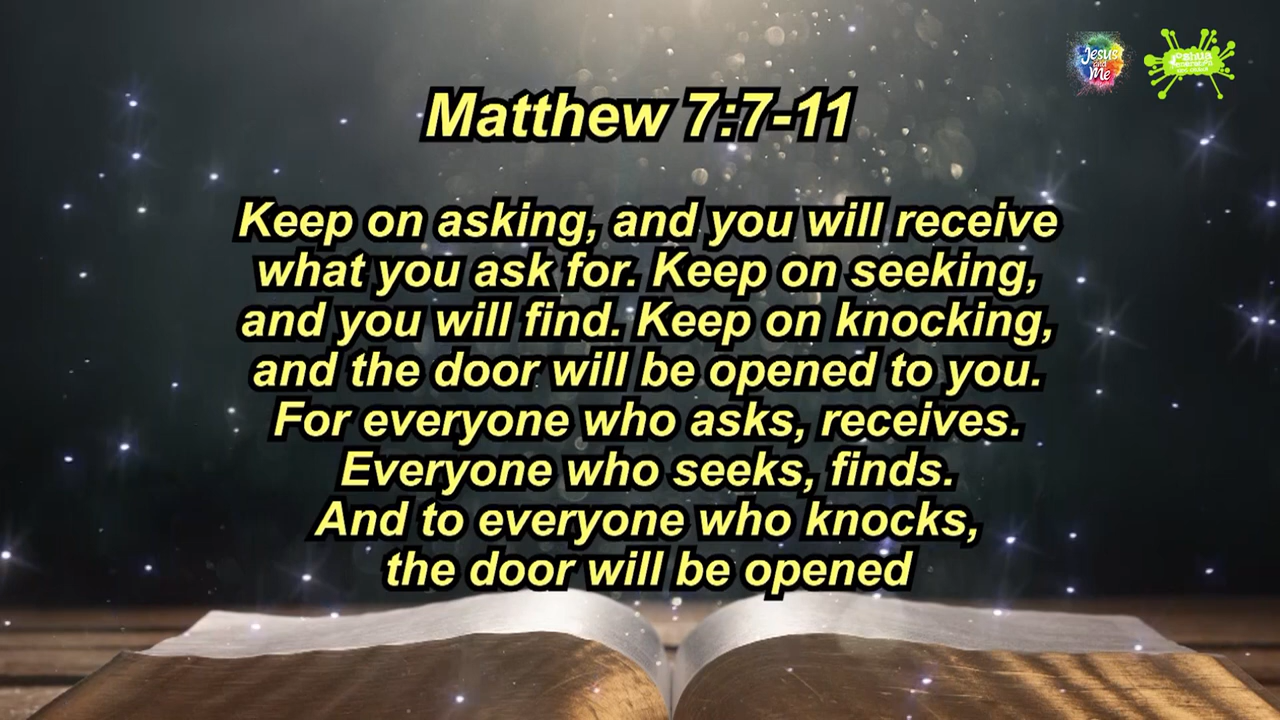 Jesus
and
Me
Matthew 7:7-11
Keep on asking, and you will receive
what you ask for. Keep on seeking,
and you will find. Keep on knocking,
and the door will be opened to you.
For everyone who asks, receives.
Everyone who seeks, finds.
And to everyone who knocks,
the door will be opened